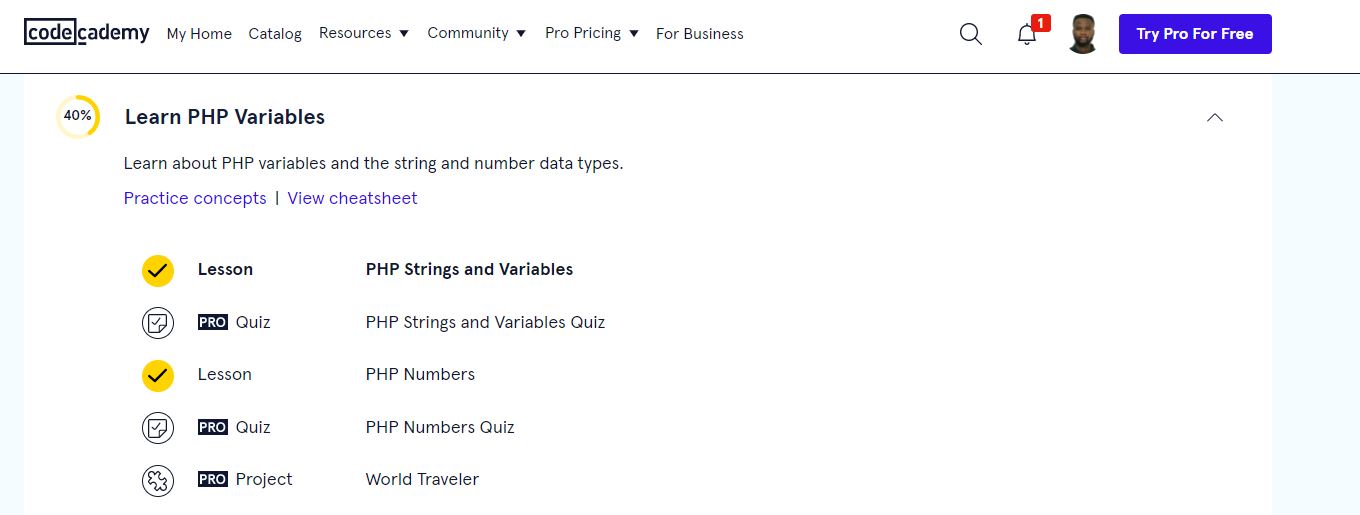 codecademy My Home Catalog Resources Community Pro Pricing For Business 1 Try Pro For Free
40% Learn PHP Variables
Learn about PHP variables and the string and number data types.
Practice concepts | View cheatsheet
Lesson PHP Strings and Variables
PRO Quiz PHP Strings and Variables Quiz
Lesson PHP Numbers
PRO Quiz PHP Numbers Quiz
PRO Project World Traveler